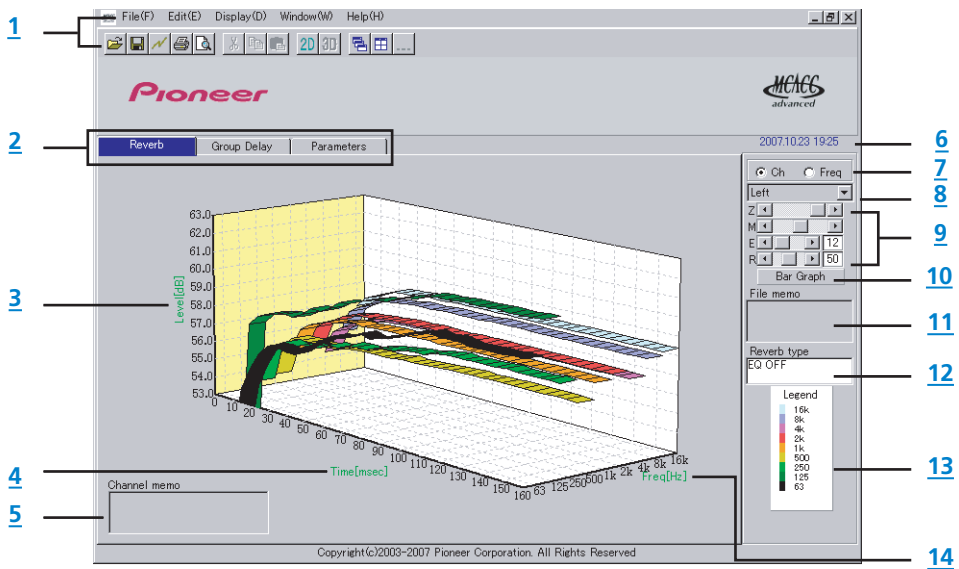 1
File(F) Edit(E) Display(D) Window(W) Help(H)
2D 3D
Pioneer
MCACC
advanced
2
Reverb Group Delay Parameters
2007.10.23 19:25
6
Ch Freq
7
Left
8
Z
M
E 12
R 50
9
Bar Graph
10
File memo
11
Reverb type
EQ OFF
12
Legend
16k
8k
4k
2k
1k
500
250
125
63
13
3
Level[dB]
63.0
62.0
61.0
60.0
59.0
58.0
57.0
56.0
55.0
54.0
53.0
0 10 20 30 40 50 60 70 80 90 100 110 120 130 140 150 160
63 125 250 500 1k 2k 4k 8k 16k
4
Time[msec]
Freq[Hz]
14
Channel memo
5
Copyright(c)2003-2007 Pioneer Corporation. All Rights Reserved